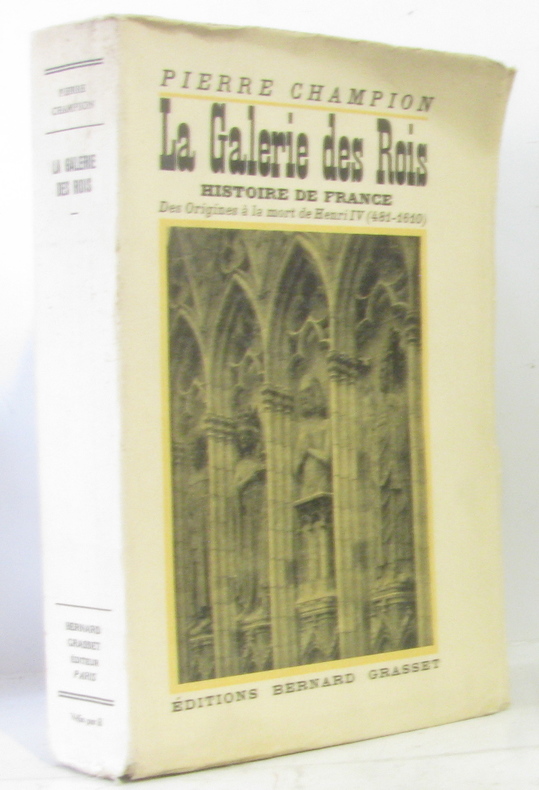 PIERRE
CHAMPION
LA GALERIE
DES ROIS
BERNARD
GRASSET
ÉDITEUR
PARIS
PIERRE CHAMPION
La Galerie des Rois
HISTOIRE DE FRANCE
Des Origines à la mort de Henri IV (481-1610)
ÉDITIONS BERNARD GRASSET